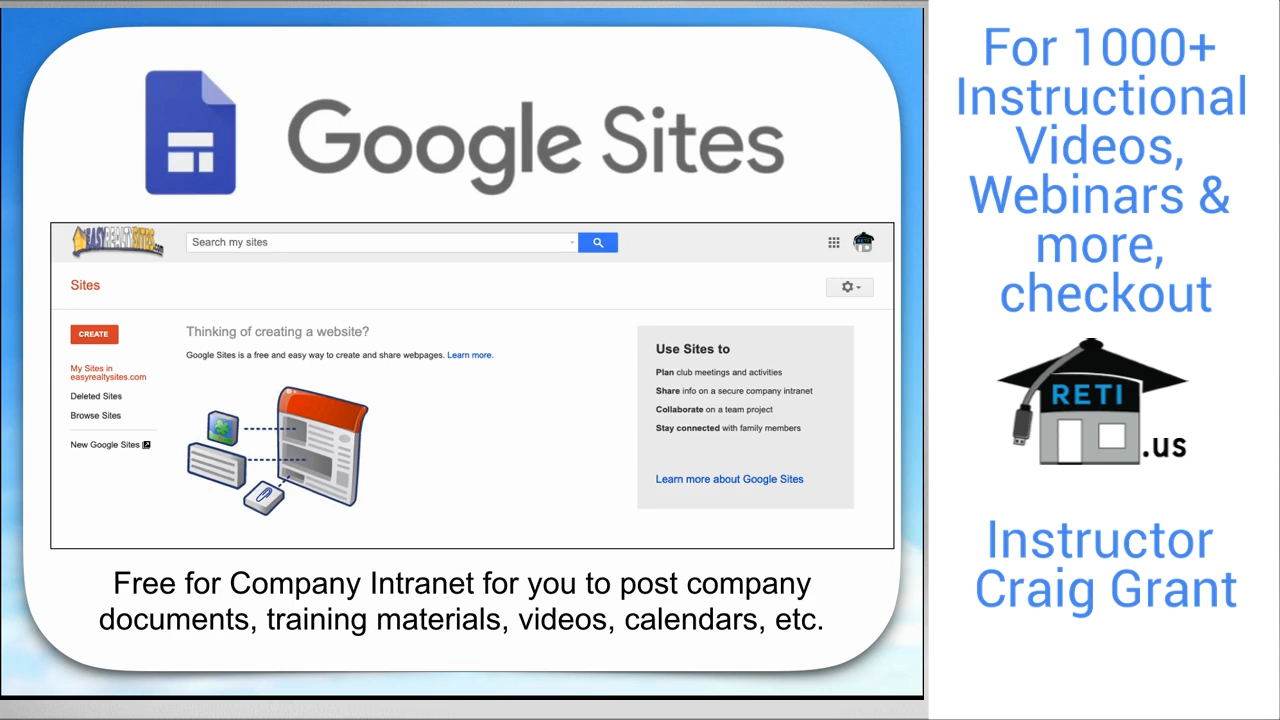 Google Sites
EASYREALTYSITES.com
Search my sites
RETI
Sites
CREATE
Thinking of creating a website?
Google Sites is a free and easy way to create and share webpages. Learn more.
My Sites in
easyrealtysites.com
Deleted Sites
Browse Sites
New Google Sites
Use Sites to
Plan club meetings and activities
Share info on a secure company intranet
Collaborate on a team project
Stay connected with family members
Learn more about Google Sites
Free for Company Intranet for you to post company
documents, training materials, videos, calendars, etc.
For 1000+
Instructional
Videos,
Webinars &
more,
checkout
RETI
.us
Instructor
Craig Grant